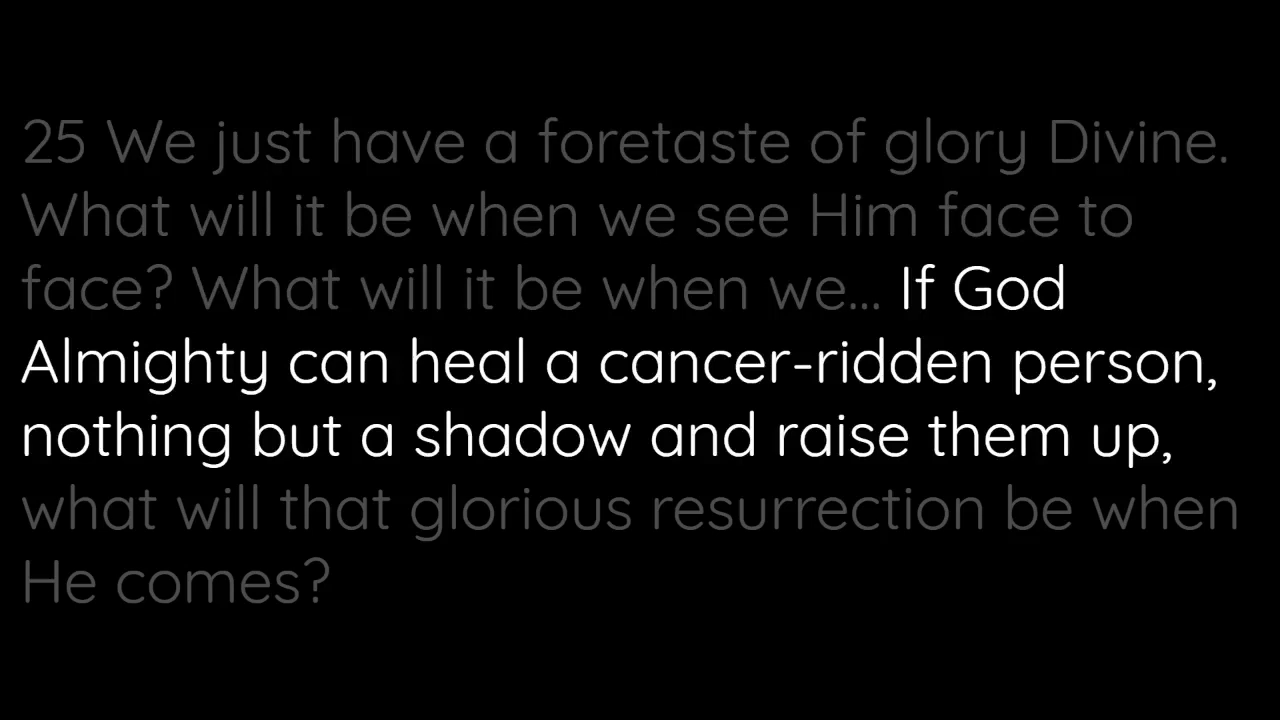 25 We just have a foretaste of glory Divine.
What will it be when we see Him face to
face? What will it be when we... If God
Almighty can heal a cancer-ridden person,
nothing but a shadow and raise them up,
what will that glorious resurrection be when
He comes?